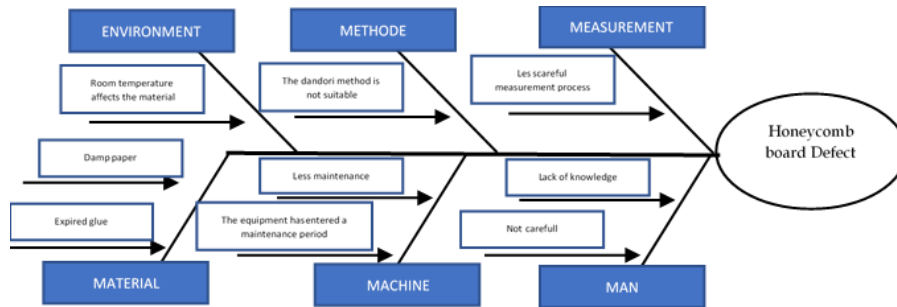 ENVIRONMENT
METHODE
MEASUREMENT
Room temperature
affects the material
The dandori method is
not suitable
Les scareful
measurement process
Honeycomb
board Defect
Damp paper
Less maintenance
Lack of knowledge
Expired glue
The equipment has entered a
maintenance period
Not carefull
MATERIAL
MACHINE
MAN